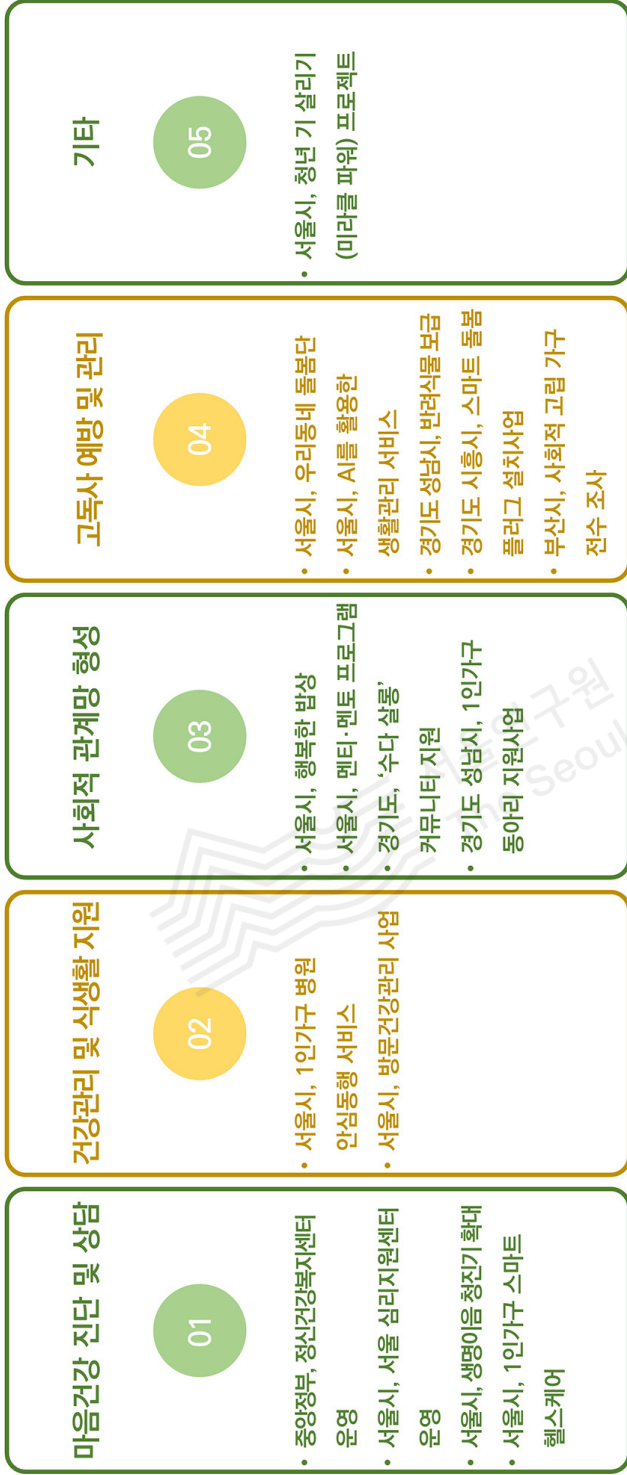 마음건강 진단 및 상담
01
• 중앙정부, 정신건강복지센터
운영
• 서울시, 서울 심리지원센터
운영
• 서울시, 생명이음 청진기 확대
• 서울시, 1인가구 스마트
헬스케어
건강관리 및 식생활 지원
02
• 서울시, 1인가구 병원
안심동행 서비스
• 서울시, 방문건강관리 사업
사회적 관계망 형성
03
• 서울시, 행복한 밥상
• 서울시, 멘티·멘토 프로그램
• 경기도, ‘수다 살롱’
커뮤니티 지원
• 경기도 성남시, 1인가구
동아리 지원사업
고독사 예방 및 관리
04
• 서울시, 우리동네 돌봄단
• 서울시, AI를 활용한
생활관리 서비스
• 경기도 성남시, 반려식물 보급
• 경기도 시흥시, 스마트 돌봄
플러그 설치사업
• 부산시, 사회적 고립 가구
전수 조사
기타
05
• 서울시, 청년 기 살리기
(미라클 파워) 프로젝트
서울연구원
The Seoul